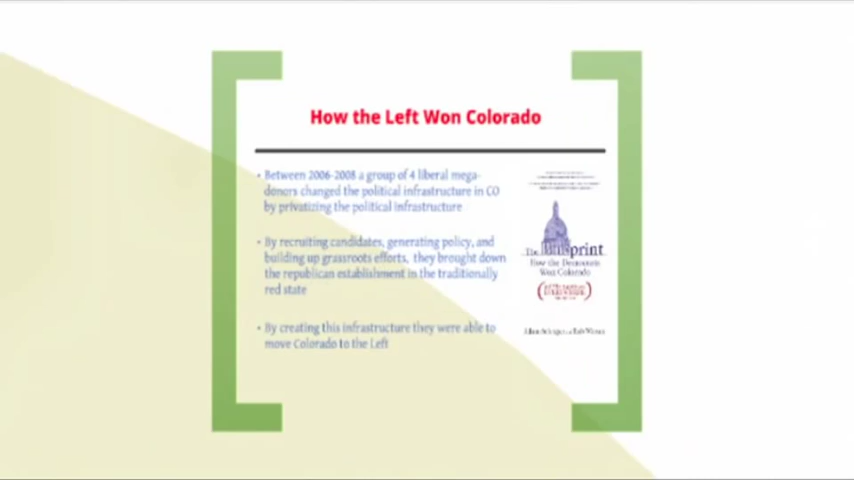 How the Left Won Colorado
• Between 2006-2008 a group of 4 liberal mega-
donors changed the political infrastructure in CO
by privatizing the political infrastructure
• By recruiting candidates, generating policy, and
building up grassroots efforts, they brought down
the republican establishment in the traditionally
red state
• By creating this infrastructure they were able to
move Colorado to the Left
The Blueprint
How the Democrats
Won Colorado